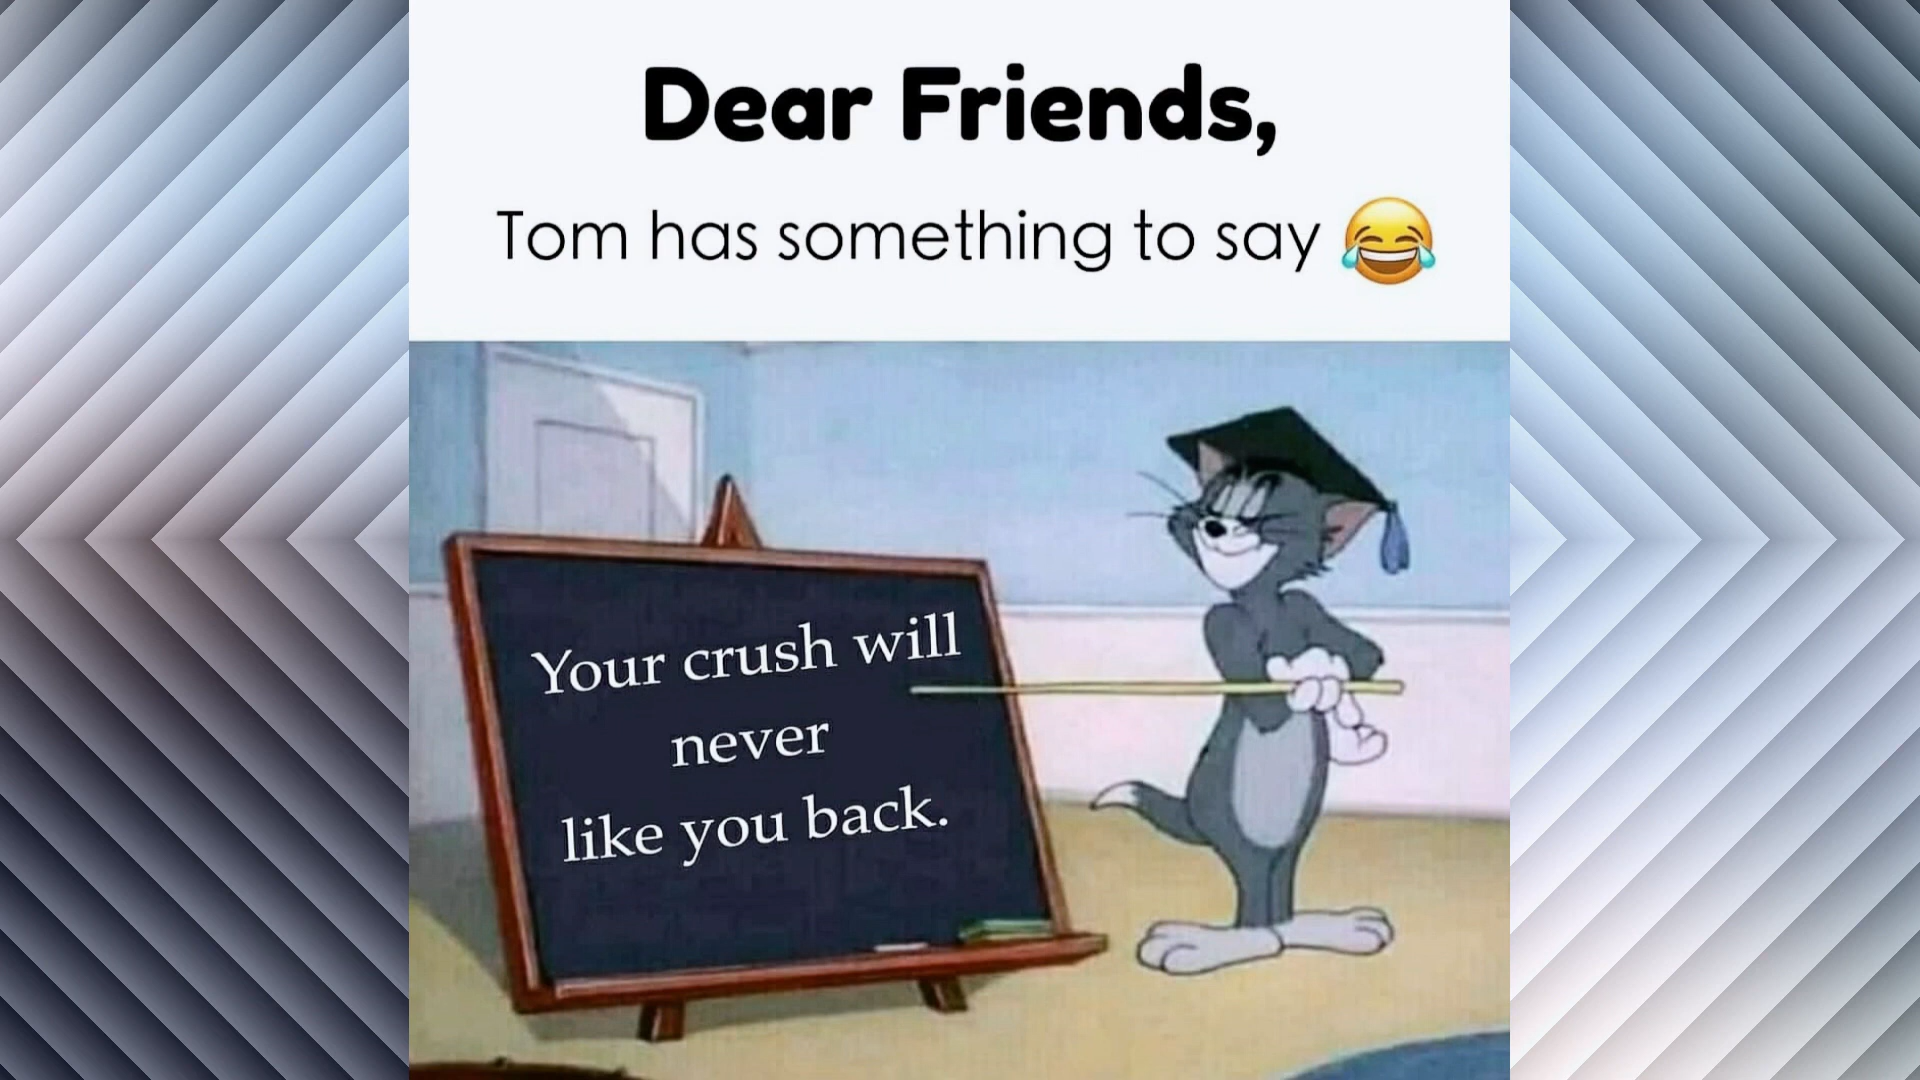 Dear Friends,
Tom has something to say 😂
Your crush will
never
like you back.